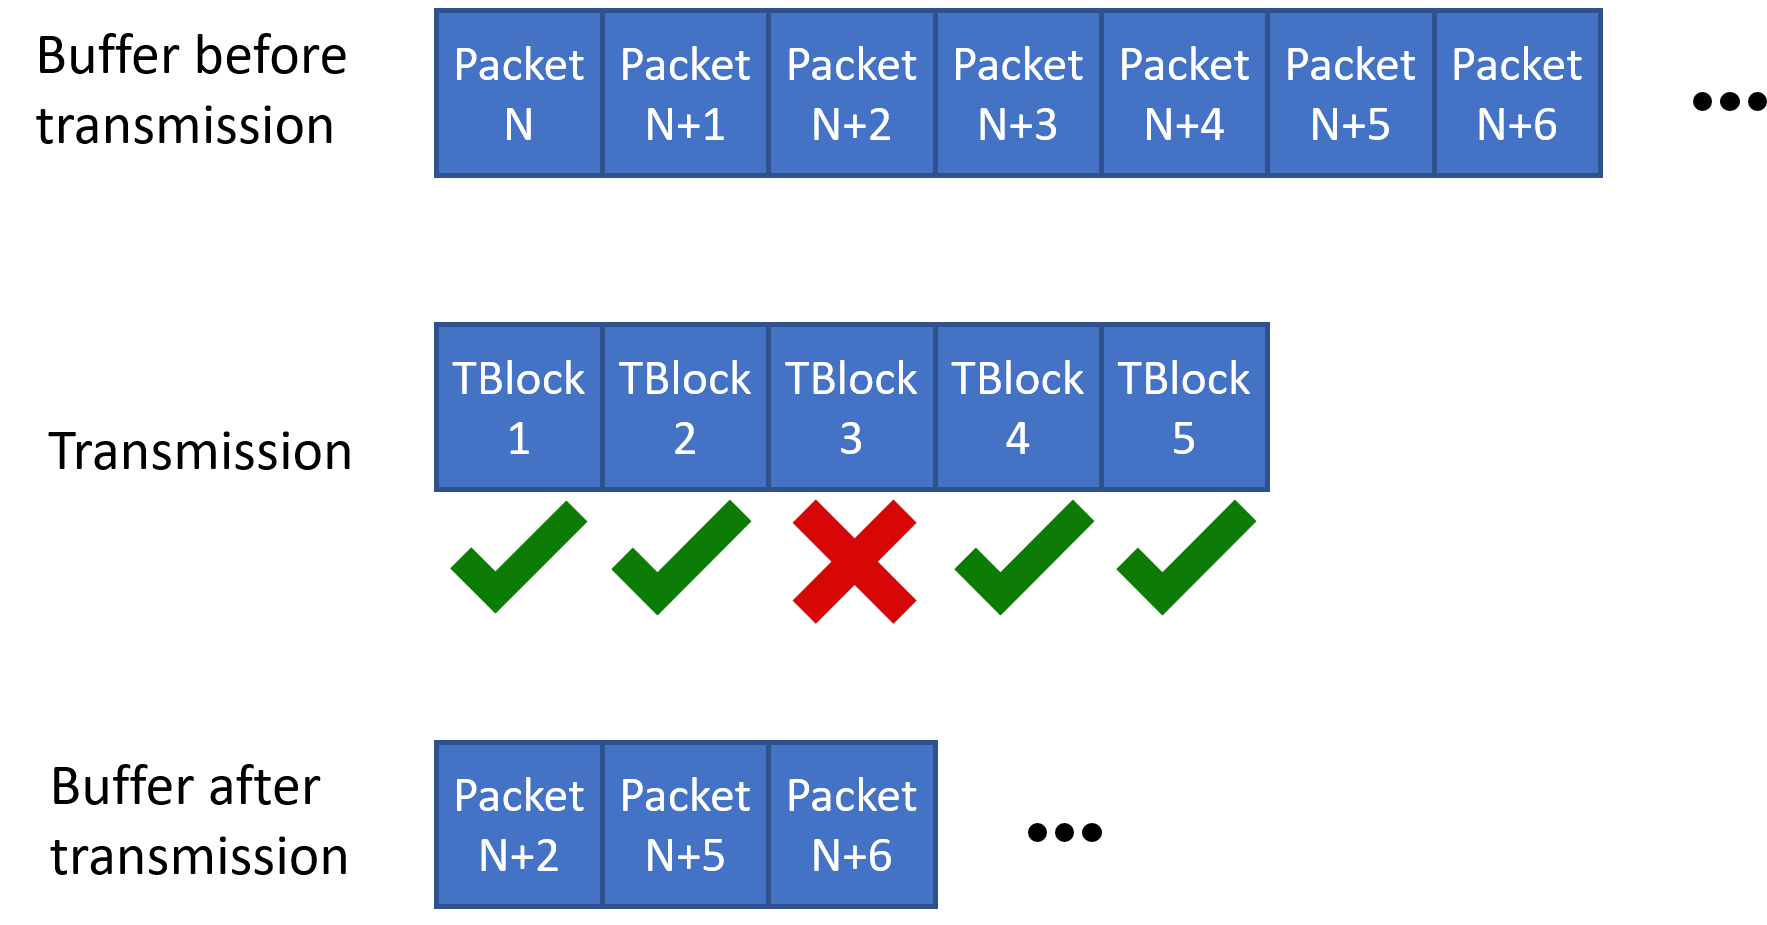 Buffer before
transmission
Packet
N
Packet
N+1
Packet
N+2
Packet
N+3
Packet
N+4
Packet
N+5
Packet
N+6
•••
Transmission
TBlock
1
TBlock
2
TBlock
3
TBlock
4
TBlock
5
Buffer after
transmission
Packet
N+2
Packet
N+5
Packet
N+6
•••